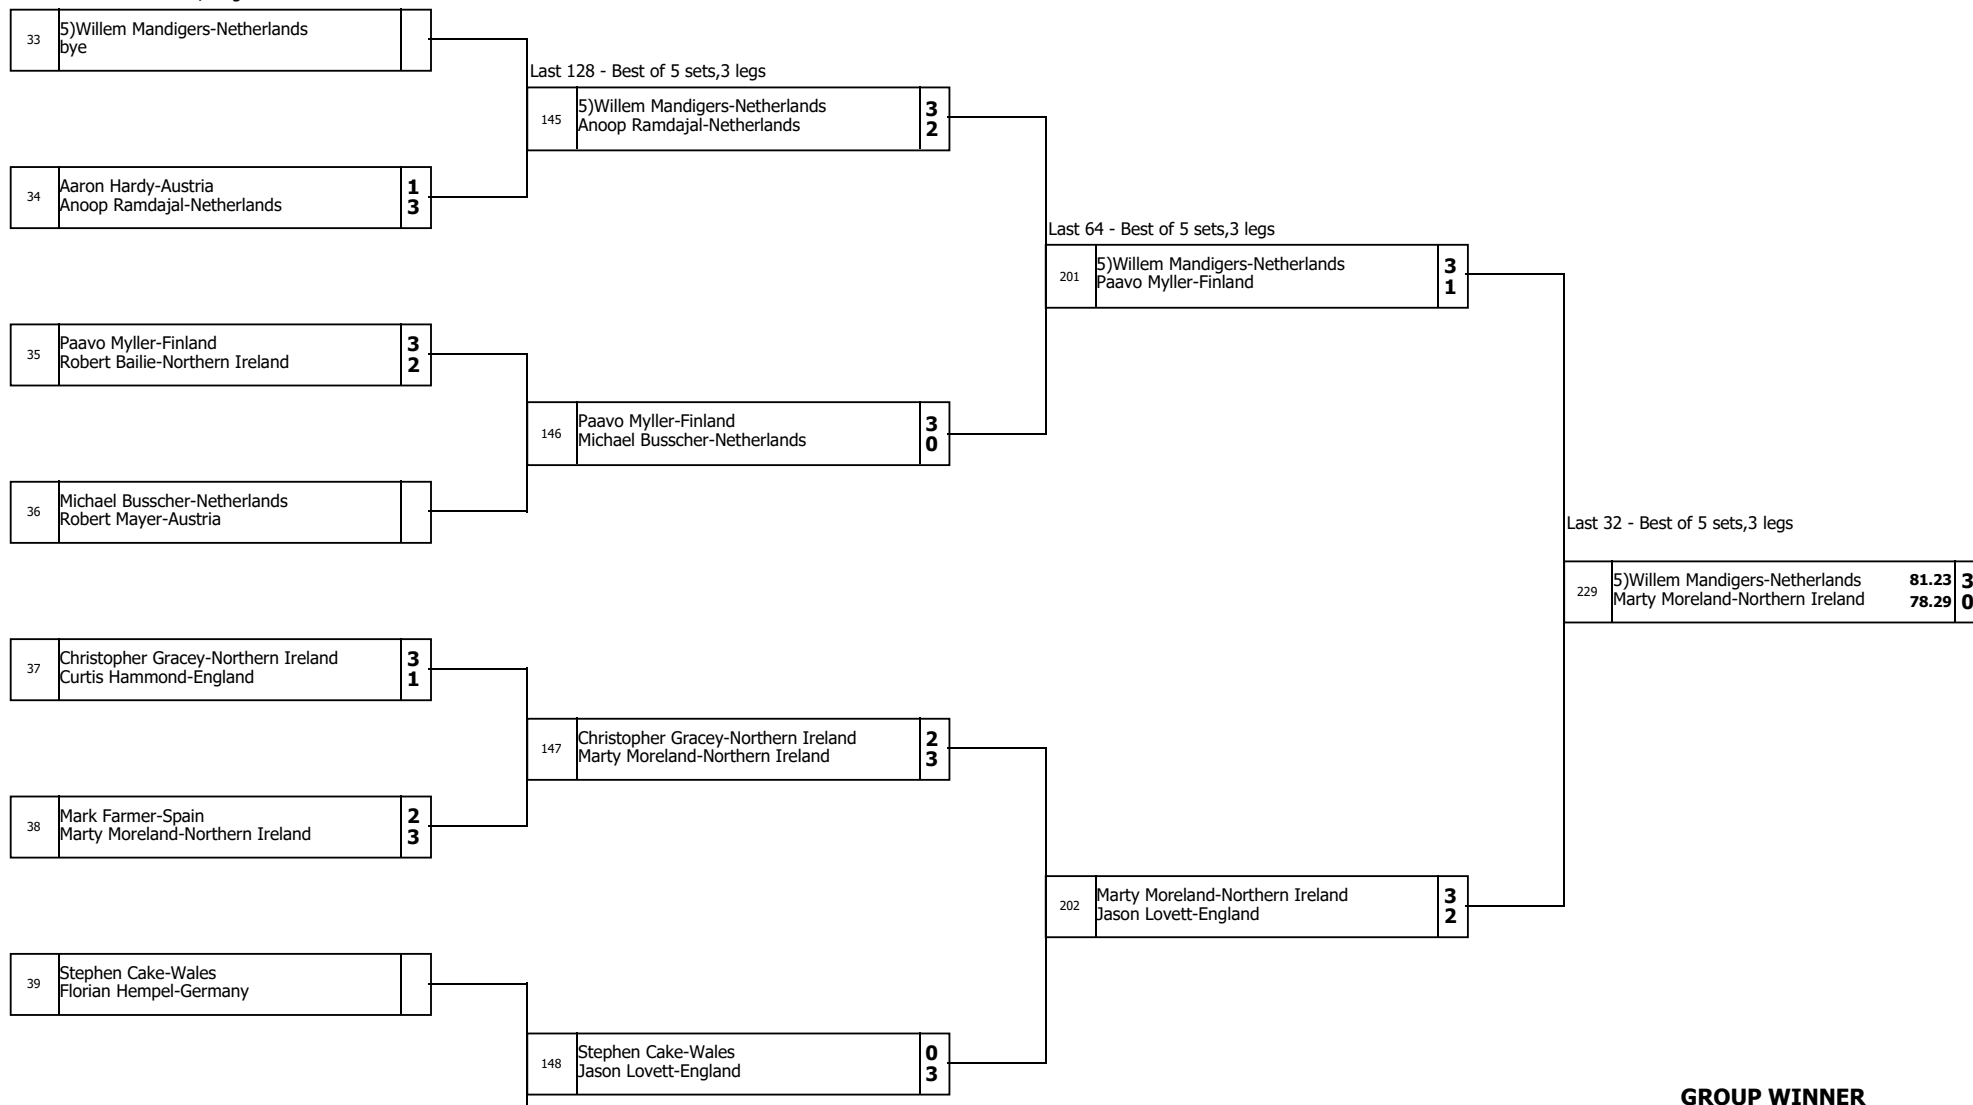 33
5)Willem Mandigers-Netherlands
bye
Last 128 - Best of 5 sets,3 legs
145
5)Willem Mandigers-Netherlands 3
Anoop Ramdajal-Netherlands 2
34
Aaron Hardy-Austria 1
Anoop Ramdajal-Netherlands 3
Last 64 - Best of 5 sets,3 legs
201
5)Willem Mandigers-Netherlands 3
Paavo Myller-Finland 1
35
Paavo Myller-Finland 3
Robert Bailie-Northern Ireland 2
146
Paavo Myller-Finland 3
Michael Busscher-Netherlands 0
36
Michael Busscher-Netherlands
Robert Mayer-Austria
Last 32 - Best of 5 sets,3 legs
229
5)Willem Mandigers-Netherlands 81.23 3
Marty Moreland-Northern Ireland 78.29 0
37
Christopher Gracey-Northern Ireland 3
Curtis Hammond-England 1
147
Christopher Gracey-Northern Ireland 2
Marty Moreland-Northern Ireland 3
38
Mark Farmer-Spain 2
Marty Moreland-Northern Ireland 3
202
Marty Moreland-Northern Ireland 3
Jason Lovett-England 2
39
Stephen Cake-Wales
Florian Hempel-Germany
148
Stephen Cake-Wales 0
Jason Lovett-England 3
GROUP WINNER